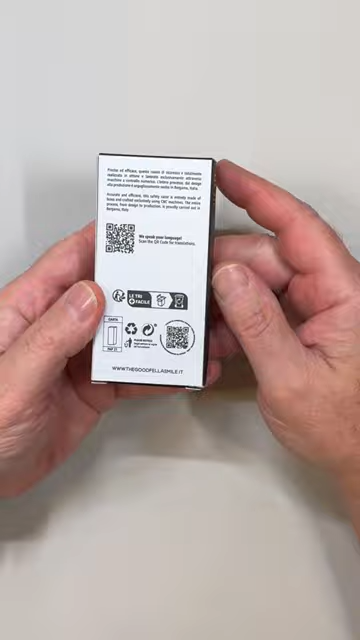 Preciso ed efficace, questo rasoio di sicurezza è interamente
realizzato in ottone e lavorato esclusivamente attraverso
macchine a controllo numerico. L'intero processo, dal design
alla produzione è orgogliosamente svolto in Bergamo, Italia.
Accurate and efficient, this safety razor is entirely made of
brass and crafted exclusively using CNC machines. The entire
process, from design to production, is proudly carried out in
Bergamo, Italy.
We speak your language!
Scan the QR Code for translations.
LE TRI
+ FACILE
CARTA
PAP 21
WWW.THEGOODFELLASMILE.IT